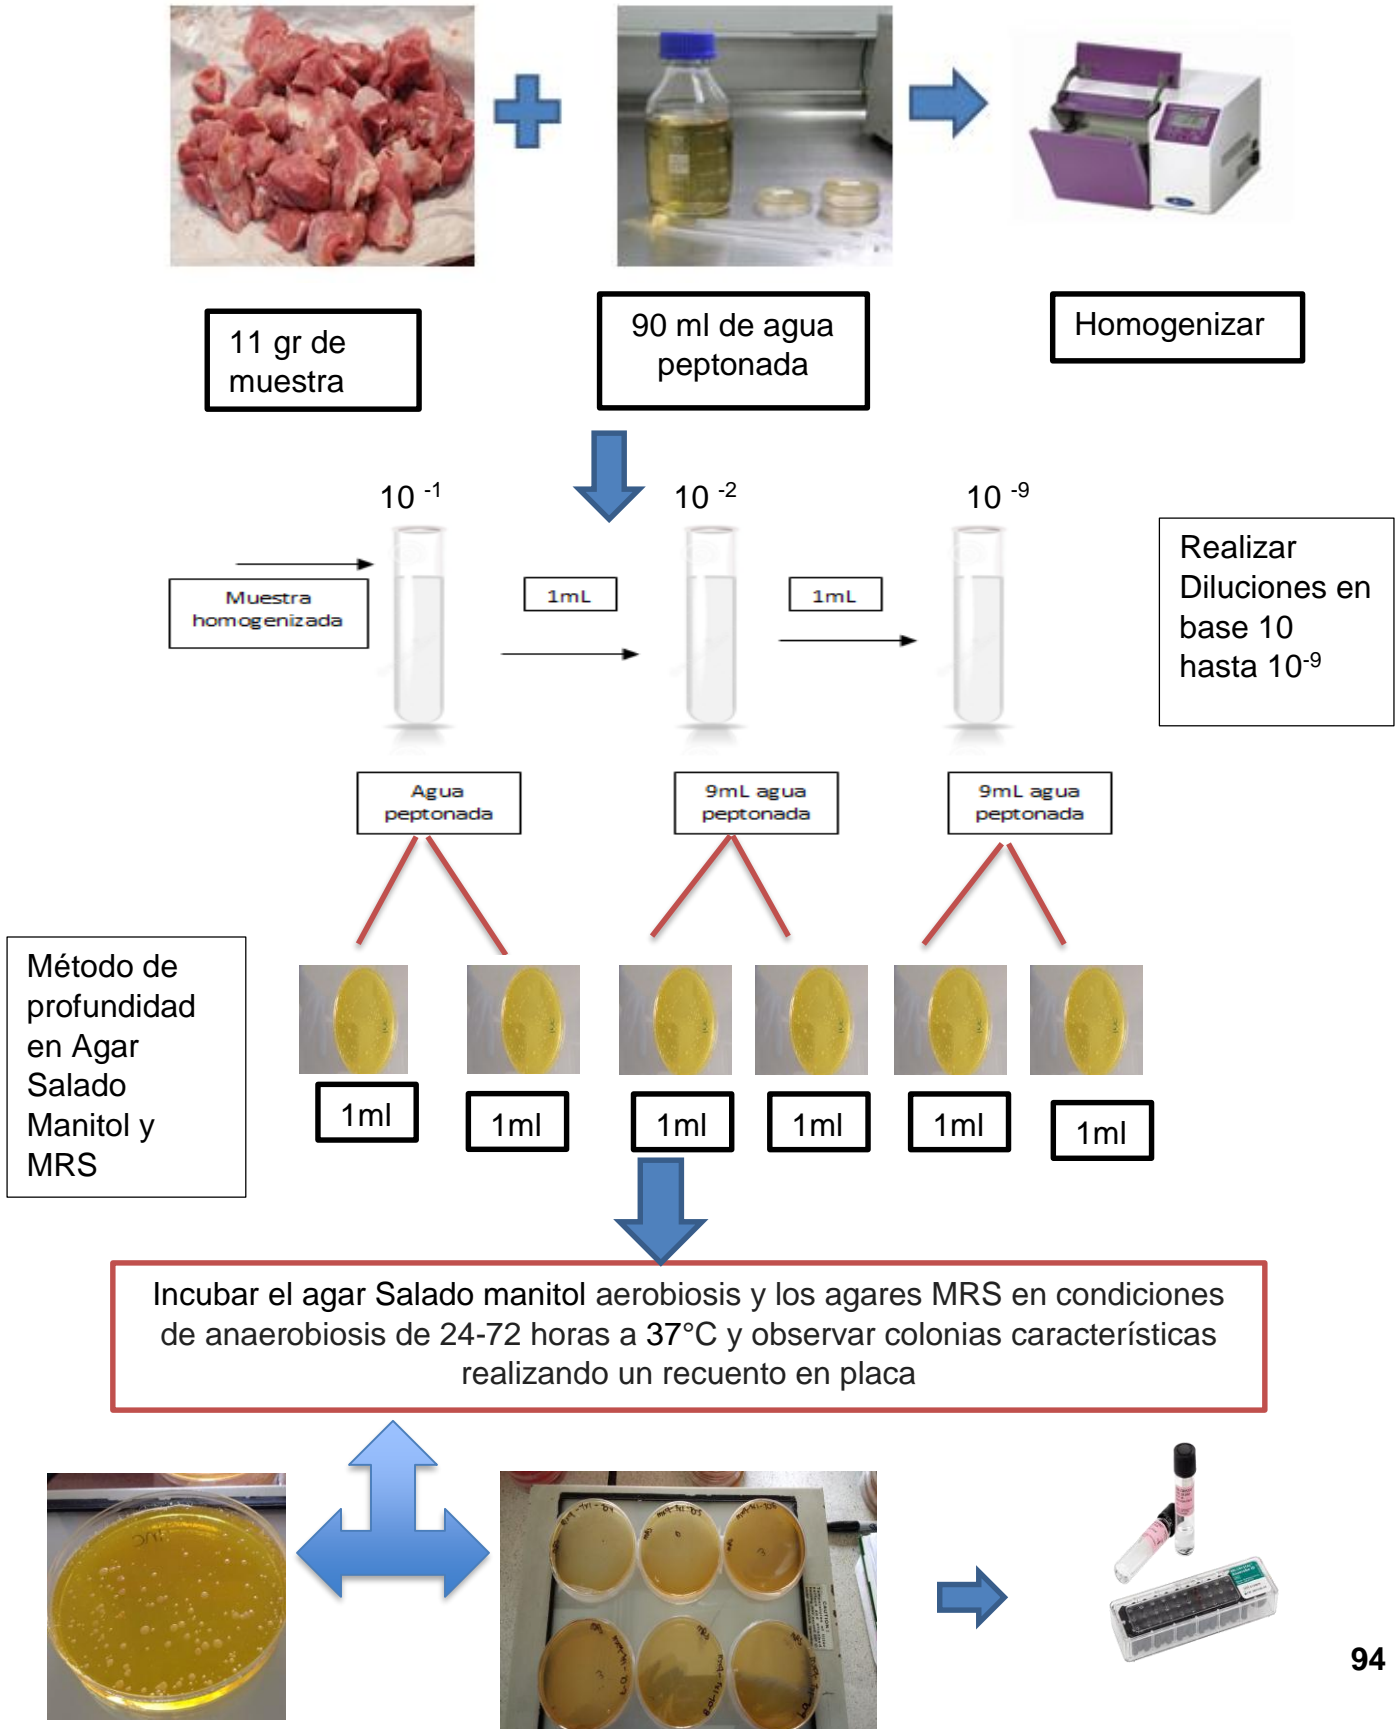 11 gr de
muestra
90 ml de agua
peptonada
Homogenizar
10 -1
10 -2
10 -9
Muestra
homogenizada
1mL
1mL
Realizar
Diluciones en
base 10
hasta 10-9
Agua
peptonada
9mL agua
peptonada
9mL agua
peptonada
Método de
profundidad
en Agar
Salado
Manitol y
MRS
1ml
1ml
1ml
1ml
1ml
1ml
Incubar el agar Salado manitol aerobiosis y los agares MRS en condiciones
de anaerobiosis de 24-72 horas a 37°C y observar colonias características
realizando un recuento en placa
94